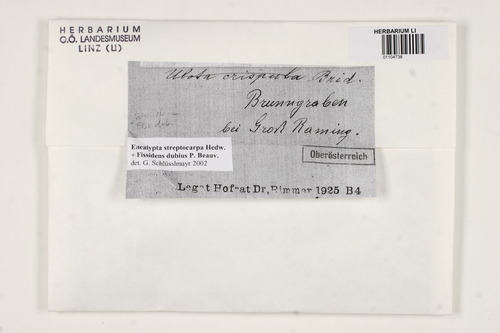 HERBARIUM
O.Ö. LANDESMUSEUM
LINZ (LI)
HERBARIUM LI
01104738
Ulota crispula Brid.
Brunngraben
bei Groß Raming.
Encalypta streptocarpa Hedw.
+ Fissidens dubius P. Beauv.
det. G. Schlüsslmayr 2002
Oberösterreich
Legat Hofrat Dr, Rimmer 1925 B4